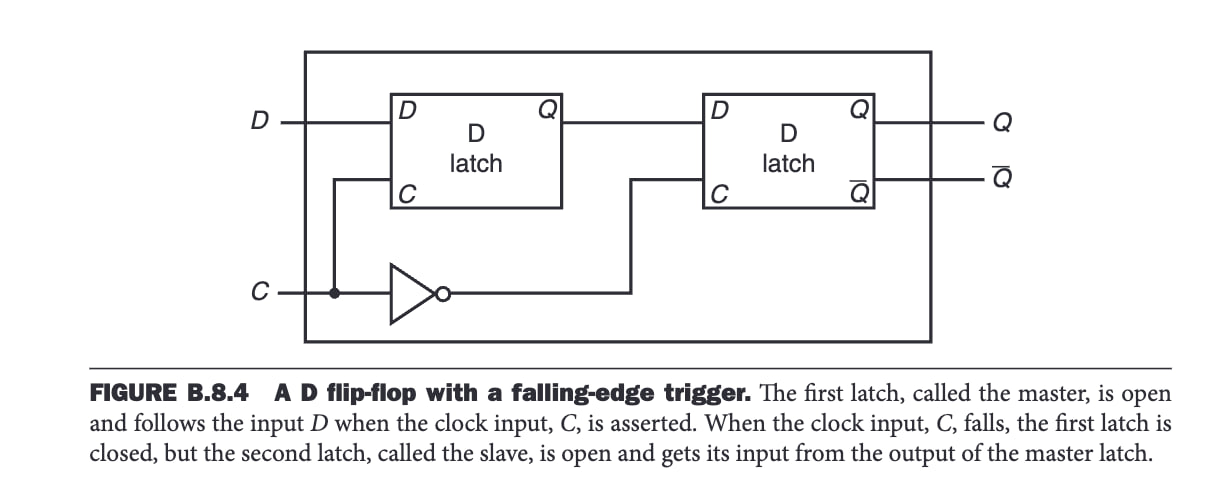 D
D
Q
D
latch
C
D
Q
D
latch
C
Q̅
Q
Q̅
C
FIGURE B.8.4 A D flip-flop with a falling-edge trigger. The first latch, called the master, is open
and follows the input D when the clock input, C, is asserted. When the clock input, C, falls, the first latch is
closed, but the second latch, called the slave, is open and gets its input from the output of the master latch.